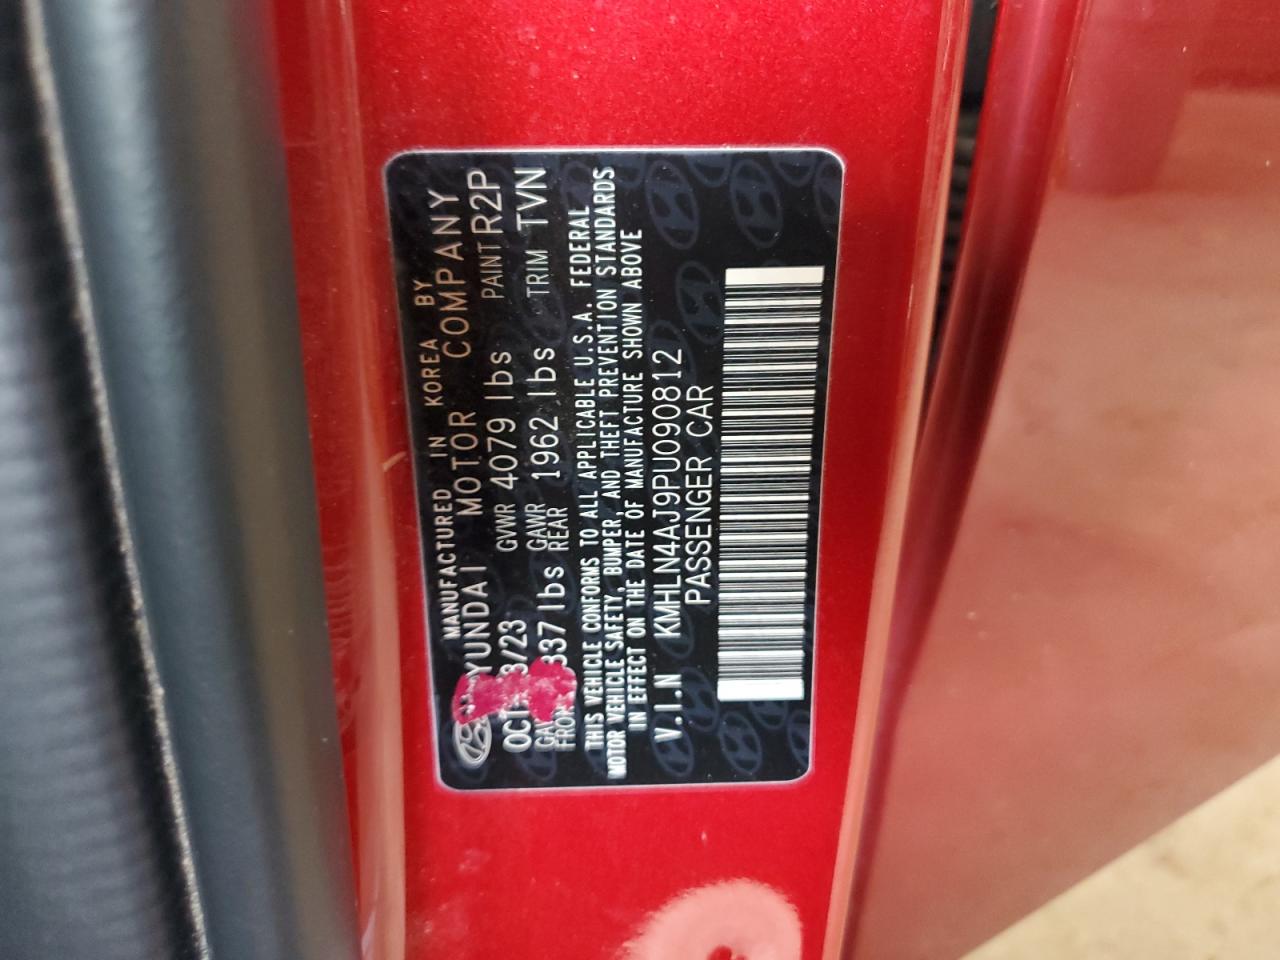 MANUFACTURED IN KOREA BY
HYUNDAI MOTOR COMPANY
OCT 3/23 GVWR 4079 lbs PAINT R2P
337 lbs GAWR REAR 1962 lbs TRIM TVN
THIS VEHICLE CONFORMS TO ALL APPLICABLE U.S.A. FEDERAL
MOTOR VEHICLE SAFETY, BUMPER, AND THEFT PREVENTION STANDARDS
IN EFFECT ON THE DATE OF MANUFACTURE SHOWN ABOVE
V.I.N KMHLN4AJ9PU090812
PASSENGER CAR